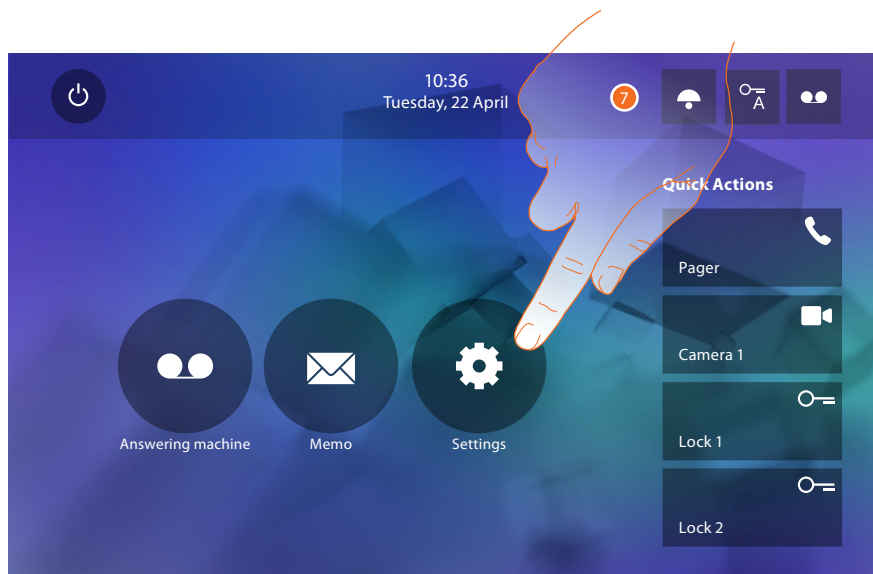 10:36
Tuesday, 22 April
7
A
Quick Actions
Pager
Camera 1
Lock 1
Lock 2
Answering machine
Memo
Settings